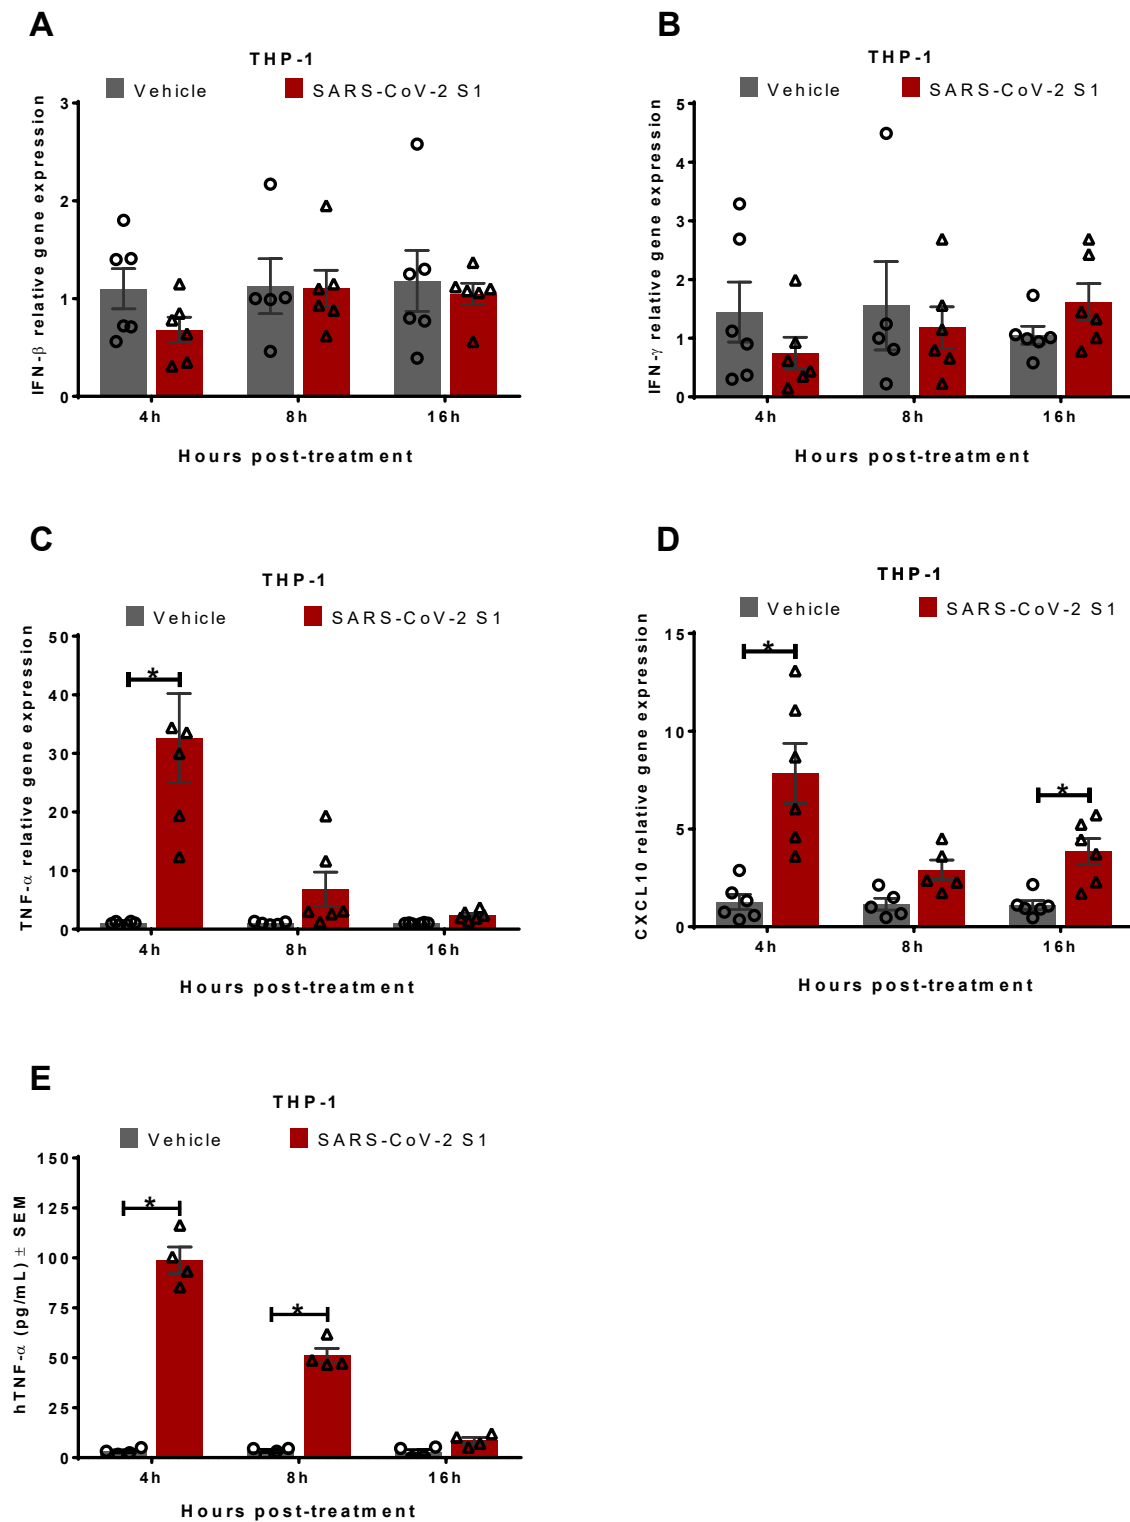 A
THP-1
Vehicle
SARS-CoV-2 S1
IFN-β relative gene expression
3
2
1
0
4h
8h
16h
Hours post-treatment
B
THP-1
Vehicle
SARS-CoV-2 S1
IFN-γ relative gene expression
5
4
3
2
1
0
4h
8h
16h
Hours post-treatment
C
THP-1
Vehicle
SARS-CoV-2 S1
TNF-α relative gene expression
50
40
30
20
10
0
*
4h
8h
16h
Hours post-treatment
D
THP-1
Vehicle
SARS-CoV-2 S1
CXCL10 relative gene expression
15
10
5
0
*
*
4h
8h
16h
Hours post-treatment
E
THP-1
Vehicle
SARS-CoV-2 S1
hTNF-α (pg/mL) ± SEM
150
125
100
75
50
25
0
*
*
4h
8h
16h
Hours post-treatment